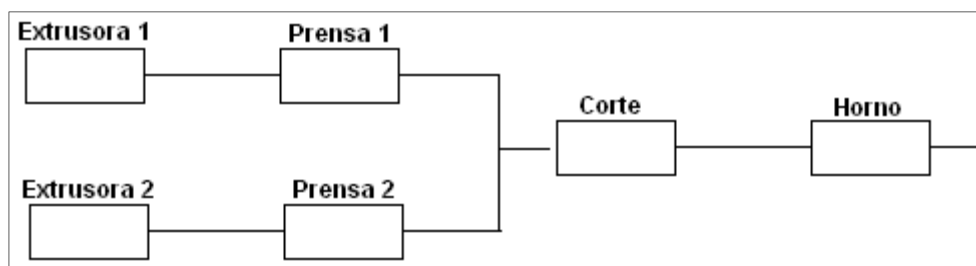 Extrusora 1
Prensa 1
Corte
Horno
Extrusora 2
Prensa 2